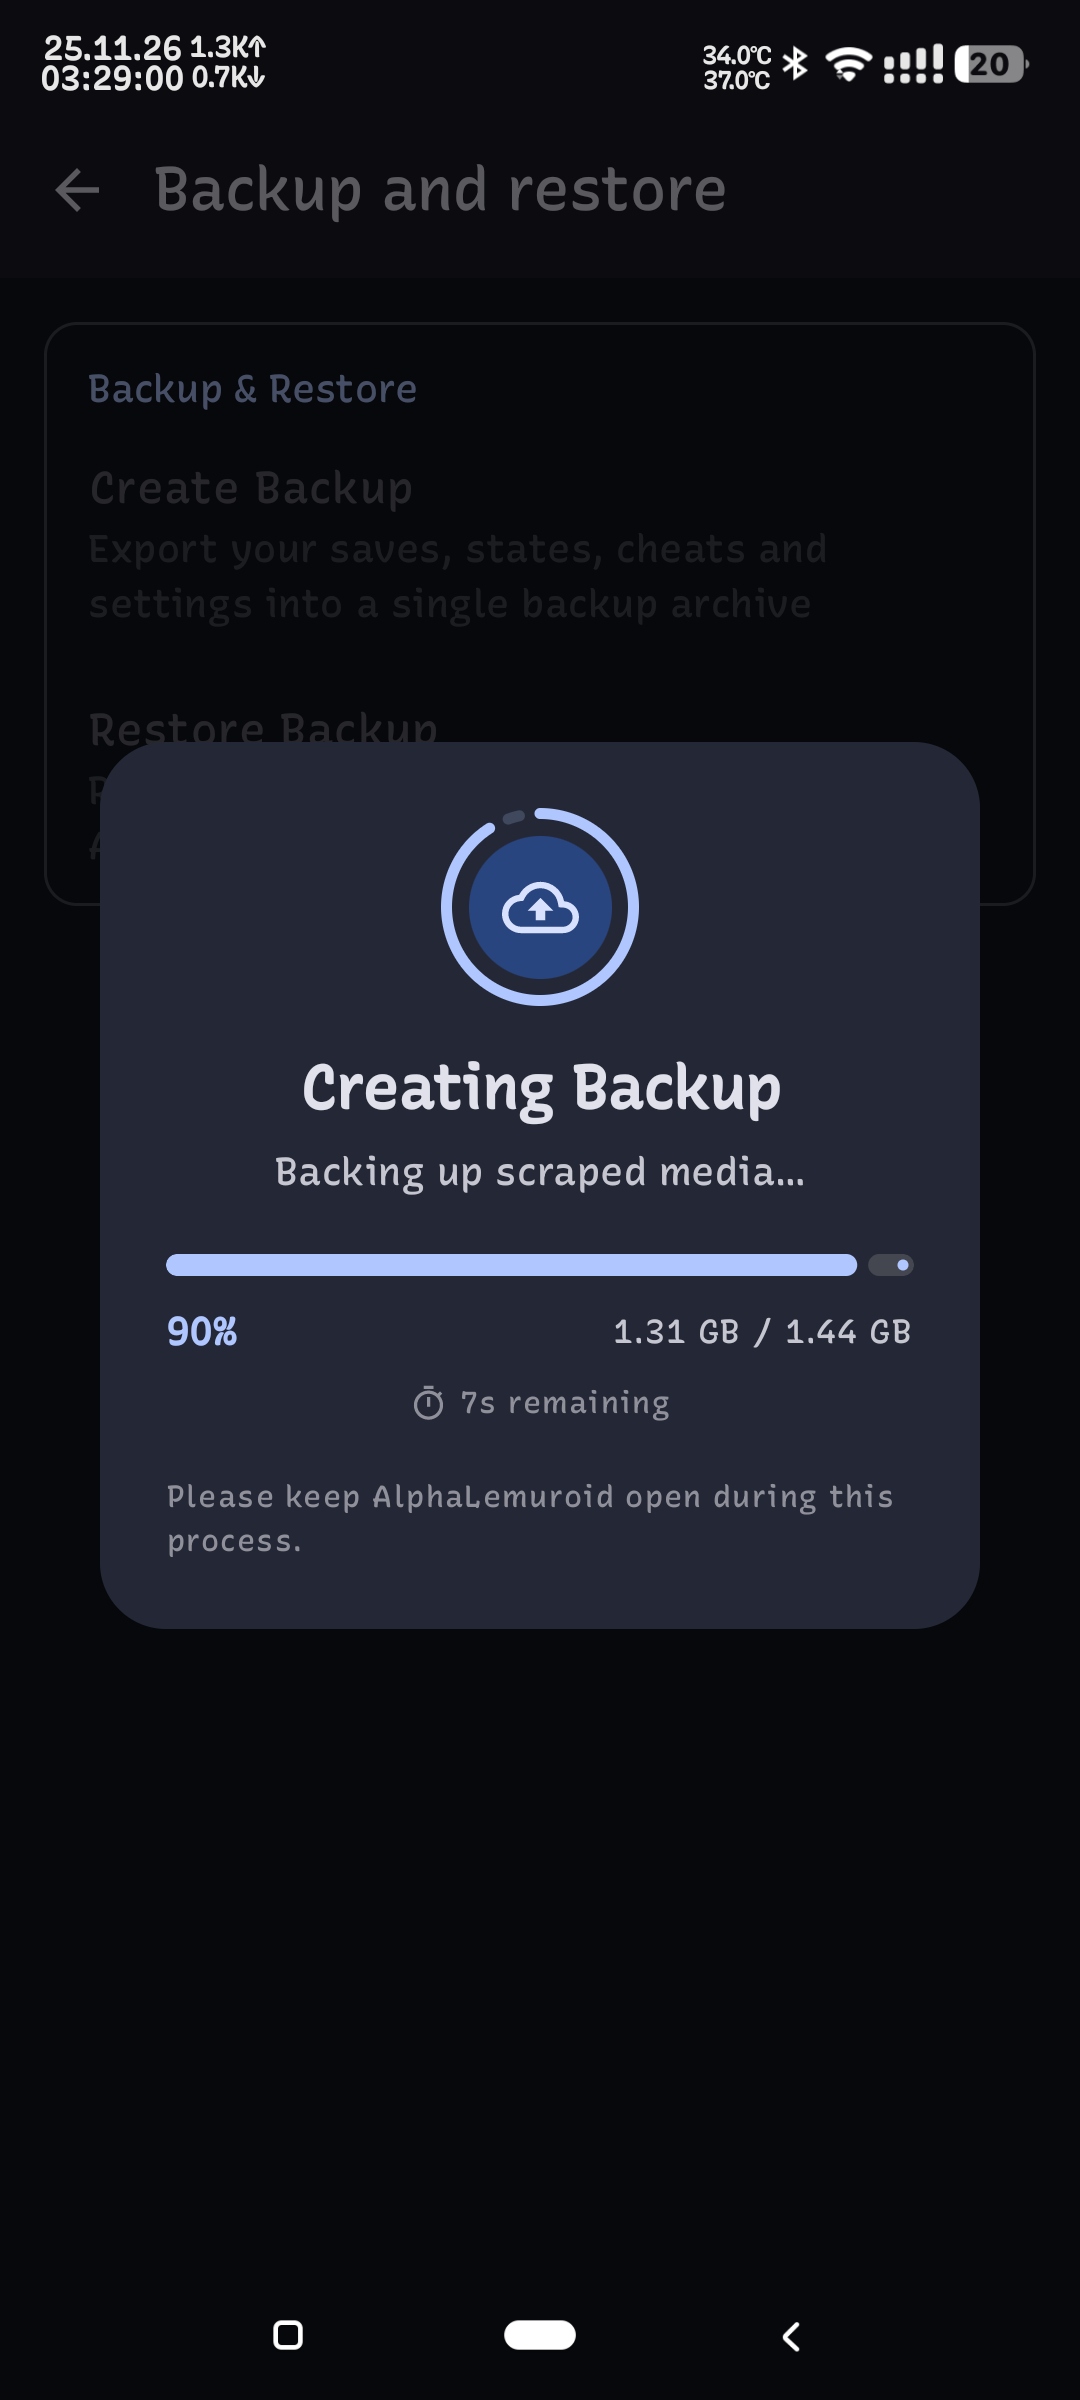 25.11.26 1.3K↑
03:29:00 0.7K↓
34.0°C
37.0°C
20
Backup and restore
Backup & Restore
Create Backup
Export your saves, states, cheats and
settings into a single backup archive
Restore Backup
Creating Backup
Backing up scraped media...
90%
1.31 GB / 1.44 GB
7s remaining
Please keep AlphaLemuroid open during this
process.